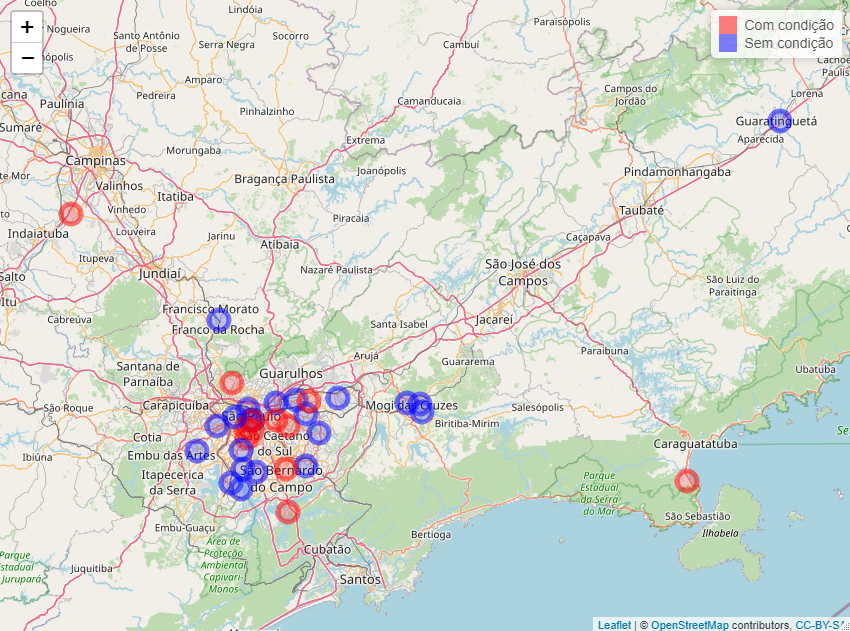 Coelho
Nogueira
Lindóia
Socorro
Santo Antônio
de Posse
Serra Negra
nópolis
Cambuí
Paraisópolis
+
−
Com condição
Sem condição
Cachoe
Paulis
Lorena
Campos do
Jordão
Amparo
Pedreira
Camanducaia
Pinhalzinho
Paulínia
Sumaré
cana
Guaratinguetá
Aparecida
Extrema
Morungaba
Campinas
Joanópolis
Pindamonhangaba
te Mor
Valinhos
Bragança Paulista
Itatiba
Vinhedo
Taubaté
Louveira
Piracaia
Indaiatuba
Jarinu
Atibaia
Caçapava
Itupeva
Jundiaí
Nazaré Paulista
São José dos
Campos
Salto
São Luiz do
Paraitinga
Itu
Francisco Morato
Cabreúva
Franco da Rocha
Santa Isabel
Jacareí
Arujá
Guararema
Paraibuna
Santana de
Parnaíba
Guarulhos
Ubatuba
São Roque
Carapicuíba
São Paulo
Mogi das Cruzes
Salesópolis
Biritiba-Mirim
Cotia
São Caetano
do Sul
Caraguatatuba
Ibiúna
Embu das Artes
Itapecerica
da Serra
São Bernardo
do Campo
Parque
Estadual
da Serra
do Mar
São Sebastião
Ilhabela
Embu-Guaçu
Bertioga
Área de
Proteção
Ambiental
Capivari-
Monos
Cubatão
Parque
Estadual
Jurupará
Juquitiba
Santos
Leaflet | © OpenStreetMap contributors, CC-BY-SA